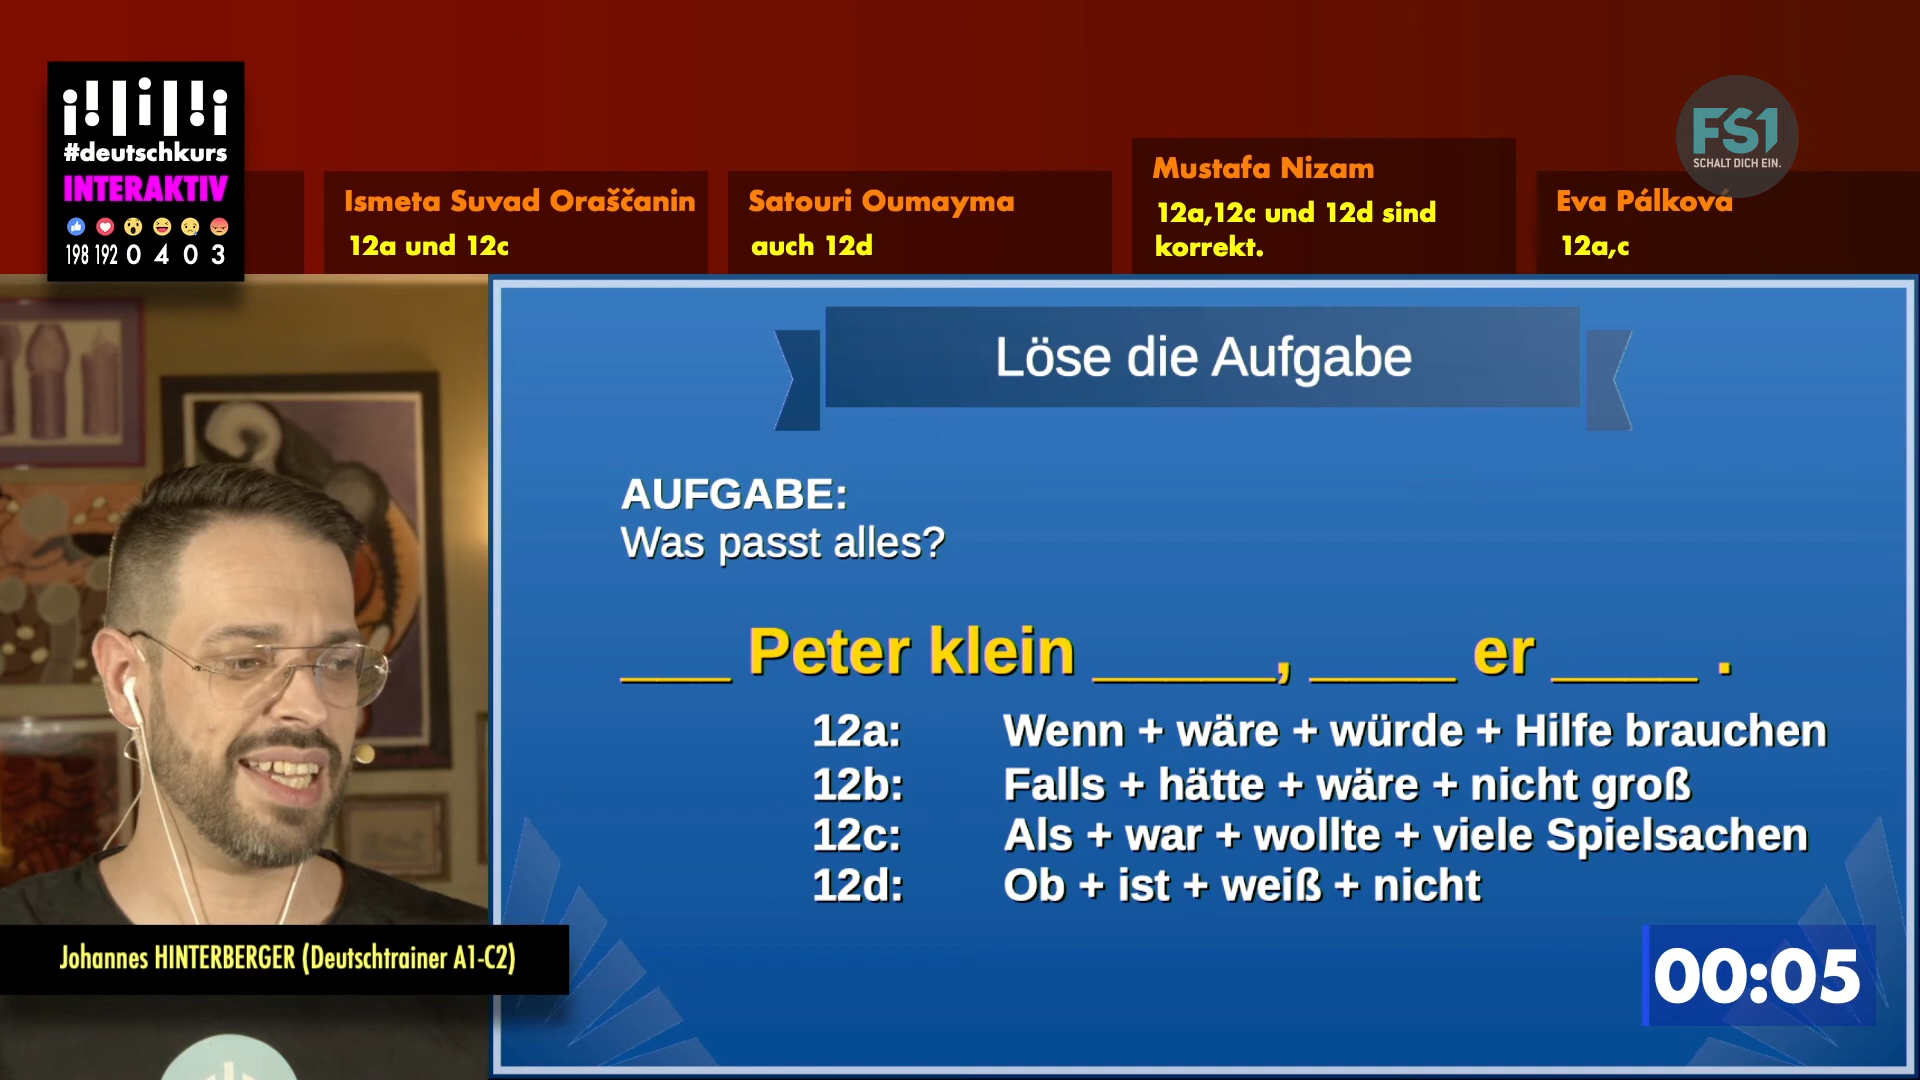 #deutschkurs
INTERAKTIV
198 192 0 4 0 3
Ismeta Suvad Oraščanin
12a und 12c
Satouri Oumayma
auch 12d
Mustafa Nizam
12a,12c und 12d sind
korrekt.
Eva Pálková
12a,c
FS1
SCHALT DICH EIN.
Löse die Aufgabe
AUFGABE:
Was passt alles?
___ Peter klein _____, ____ er ____ .
12a: Wenn + wäre + würde + Hilfe brauchen
12b: Falls + hätte + wäre + nicht groß
12c: Als + war + wollte + viele Spielsachen
12d: Ob + ist + weiß + nicht
Johannes HINTERBERGER (Deutschtrainer A1-C2)
00:05